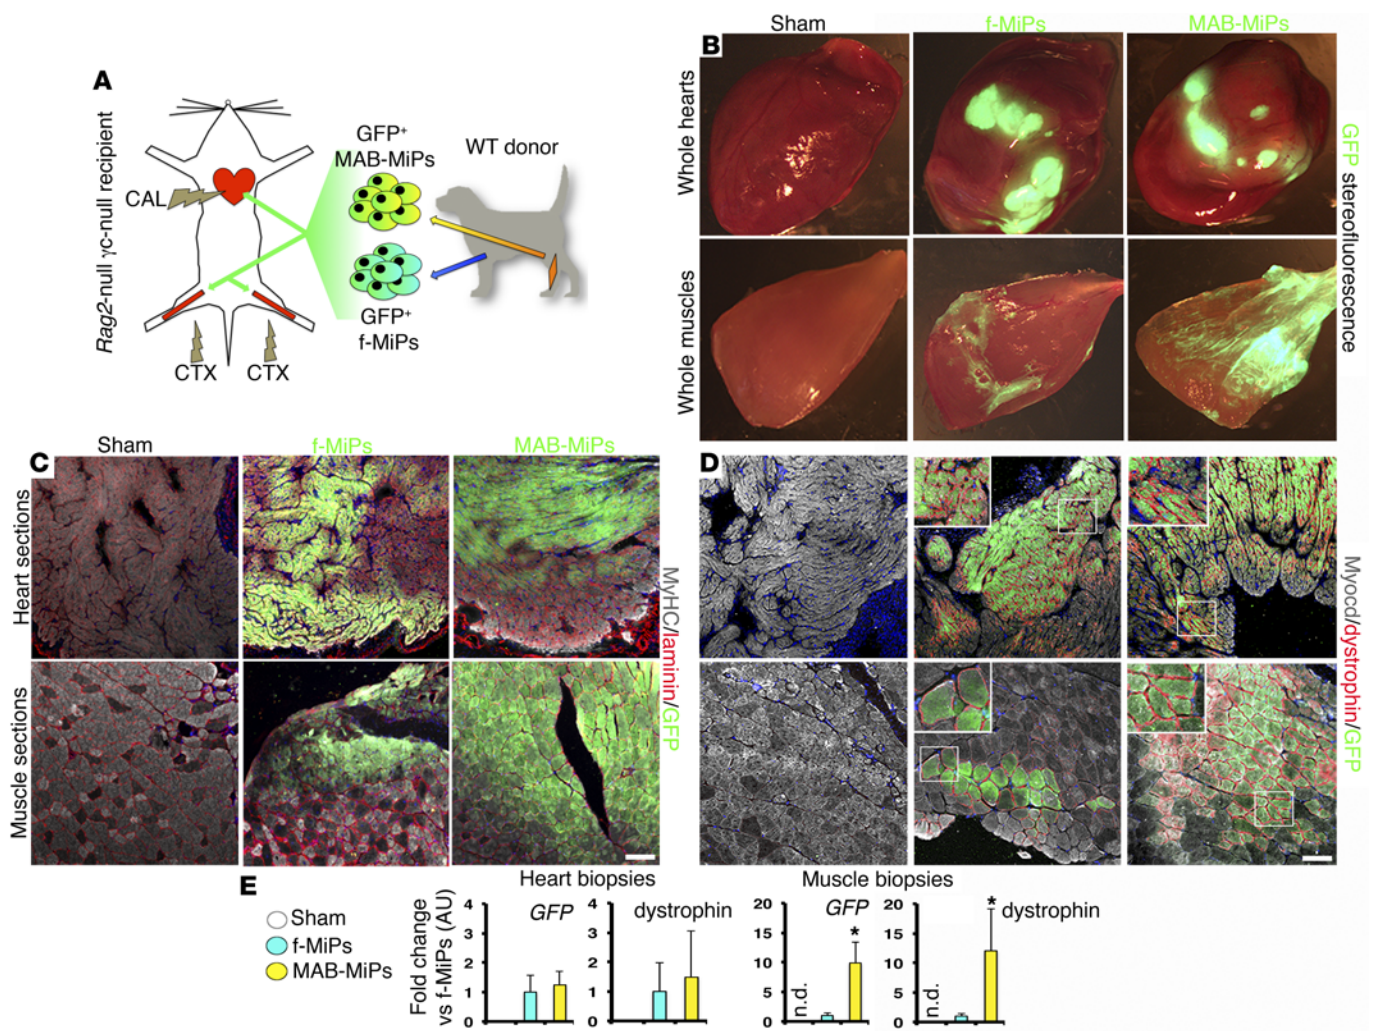 A
Rag2-null γc-null recipient
CAL
CTX
CTX
GFP+
MAB-MiPs
GFP+
f-MiPs
WT donor
B
Sham
f-MiPs
MAB-MiPs
Whole hearts
Whole muscles
GFP stereofluorescence
C
Sham
f-MiPs
MAB-MiPs
Heart sections
Muscle sections
MyHC/laminin/GFP
D
Myocd/dystrophin/GFP
E
Sham
f-MiPs
MAB-MiPs
Heart biopsies
Muscle biopsies
Fold change
vs f-MiPs (AU)
GFP
4
3
2
1
0
dystrophin
4
3
2
1
0
GFP
20
15
10
5
0
n.d.
*
dystrophin
20
15
10
5
0
n.d.
*